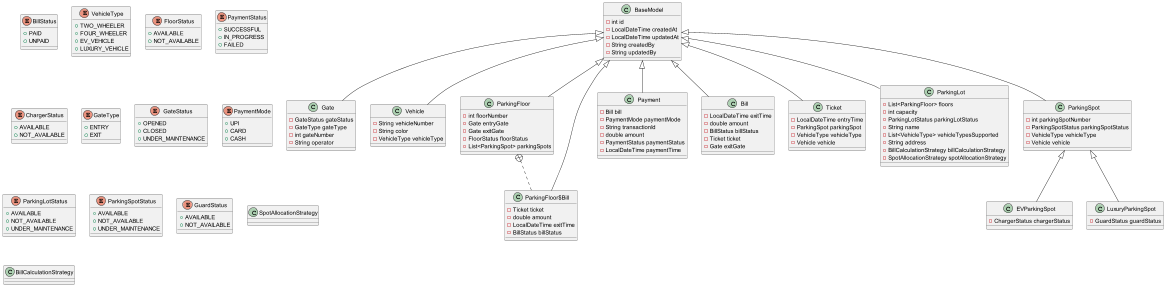 BillStatus
PAID
UNPAID
VehicleType
TWO_WHEELER
FOUR_WHEELER
EV_VEHICLE
LUXURY_VEHICLE
FloorStatus
AVAILABLE
NOT_AVAILABLE
PaymentStatus
SUCCESSFUL
IN_PROGRESS
FAILED
BaseModel
int id
LocalDateTime createdAt
LocalDateTime updatedAt
String createdBy
String updatedBy
ChargerStatus
AVAILABLE
NOT_AVAILABLE
GateType
ENTRY
EXIT
GateStatus
OPENED
CLOSED
UNDER_MAINTENANCE
PaymentMode
UPI
CARD
CASH
Gate
GateStatus gateStatus
GateType gateType
int gateNumber
String operator
Vehicle
String vehicleNumber
String color
VehicleType vehicleType
ParkingFloor
int floorNumber
Gate entryGate
Gate exitGate
FloorStatus floorStatus
List<ParkingSpot> parkingSpots
Payment
Bill bill
PaymentMode paymentMode
String transactionId
double amount
PaymentStatus paymentStatus
LocalDateTime paymentTime
Bill
LocalDateTime exitTime
double amount
BillStatus billStatus
Ticket ticket
Gate exitGate
Ticket
LocalDateTime entryTime
ParkingSpot parkingSpot
VehicleType vehicleType
Vehicle vehicle
ParkingLot
List<ParkingFloor> floors
int capacity
ParkingLotStatus parkingLotStatus
String name
List<VehicleType> vehicleTypesSupported
String address
BillCalculationStrategy billCalculationStrategy
SpotAllocationStrategy spotAllocationStrategy
ParkingSpot
int parkingSpotNumber
ParkingSpotStatus parkingSpotStatus
VehicleType vehicleType
Vehicle vehicle
ParkingLotStatus
AVAILABLE
NOT_AVAILABLE
UNDER_MAINTENANCE
ParkingSpotStatus
AVAILABLE
NOT_AVAILABLE
UNDER_MAINTENANCE
GuardStatus
AVAILABLE
NOT_AVAILABLE
SpotAllocationStrategy
ParkingFloor$Bill
Ticket ticket
double amount
LocalDateTime exitTime
BillStatus billStatus
EVParkingSpot
ChargerStatus chargerStatus
LuxuryParkingSpot
GuardStatus guardStatus
BillCalculationStrategy